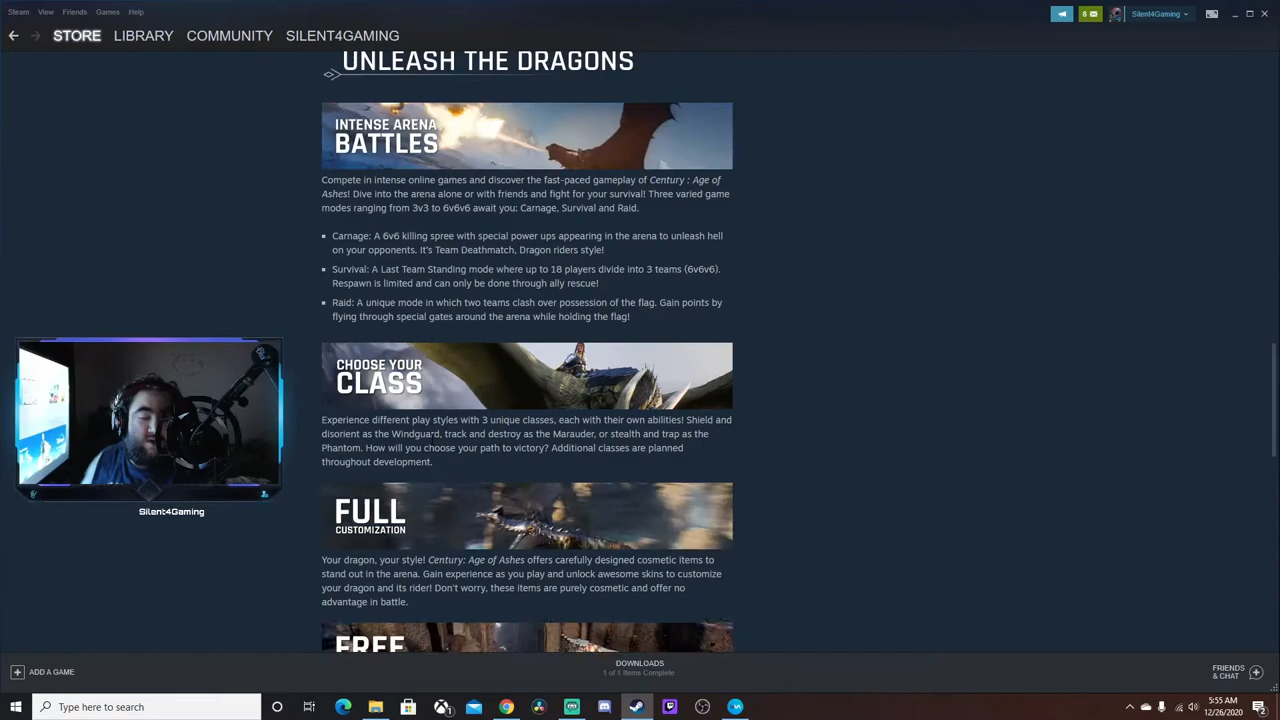 Steam View Friends Games Help
8 Silent4Gaming
STORE LIBRARY COMMUNITY SILENT4GAMING
UNLEASH THE DRAGONS
INTENSE ARENA
BATTLES
Compete in intense online games and discover the fast-paced gameplay of Century : Age of
Ashes! Dive into the arena alone or with friends and fight for your survival! Three varied game
modes ranging from 3v3 to 6v6v6 await you: Carnage, Survival and Raid.
Carnage: A 6v6 killing spree with special power ups appearing in the arena to unleash hell
on your opponents. It's Team Deathmatch, Dragon riders style!
Survival: A Last Team Standing mode where up to 18 players divide into 3 teams (6v6v6).
Respawn is limited and can only be done through ally rescue!
Raid: A unique mode in which two teams clash over possession of the flag. Gain points by
flying through special gates around the arena while holding the flag!
CHOOSE YOUR
CLASS
Experience different play styles with 3 unique classes, each with their own abilities! Shield and
disorient as the Windguard, track and destroy as the Marauder, or stealth and trap as the
Phantom. How will you choose your path to victory? Additional classes are planned
throughout development.
Silent4Gaming
FULL
CUSTOMIZATION
Your dragon, your style! Century: Age of Ashes offers carefully designed cosmetic items to
stand out in the arena. Gain experience as you play and unlock awesome skins to customize
your dragon and its rider! Don't worry, these items are purely cosmetic and offer no
advantage in battle.
FREE
ADD A GAME
DOWNLOADS
1 of 1 Items Complete
FRIENDS
& CHAT
Type here to search
1
5:55 AM
12/26/2020